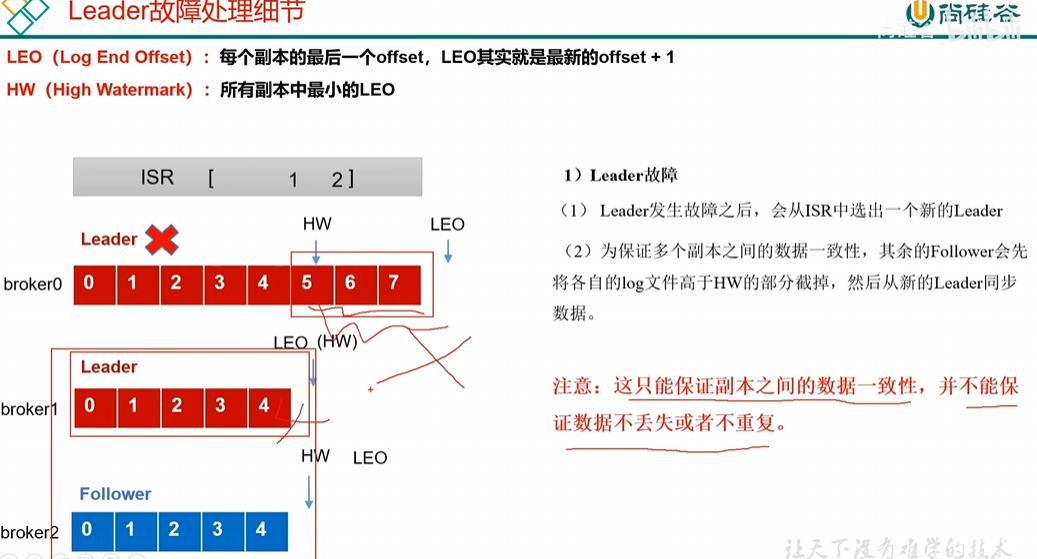 Leader故障处理细节
尚硅谷
LEO（Log End Offset）：每个副本的最后一个offset，LEO其实就是最新的offset + 1
HW（High Watermark）：所有副本中最小的LEO
ISR [ 1 2 ]
HW LEO
Leader
broker0 0 1 2 3 4 5 6 7
LEO (HW)
Leader
broker1 0 1 2 3 4
HW LEO
Follower
broker2 0 1 2 3 4
1）Leader故障
（1） Leader发生故障之后，会从ISR中选出一个新的Leader
（2）为保证多个副本之间的数据一致性，其余的Follower会先
将各自的log文件高于HW的部分截掉，然后从新的Leader同步
数据。
注意：这只能保证副本之间的数据一致性，并不能保
证数据不丢失或者不重复。
让天下没有难学的技术